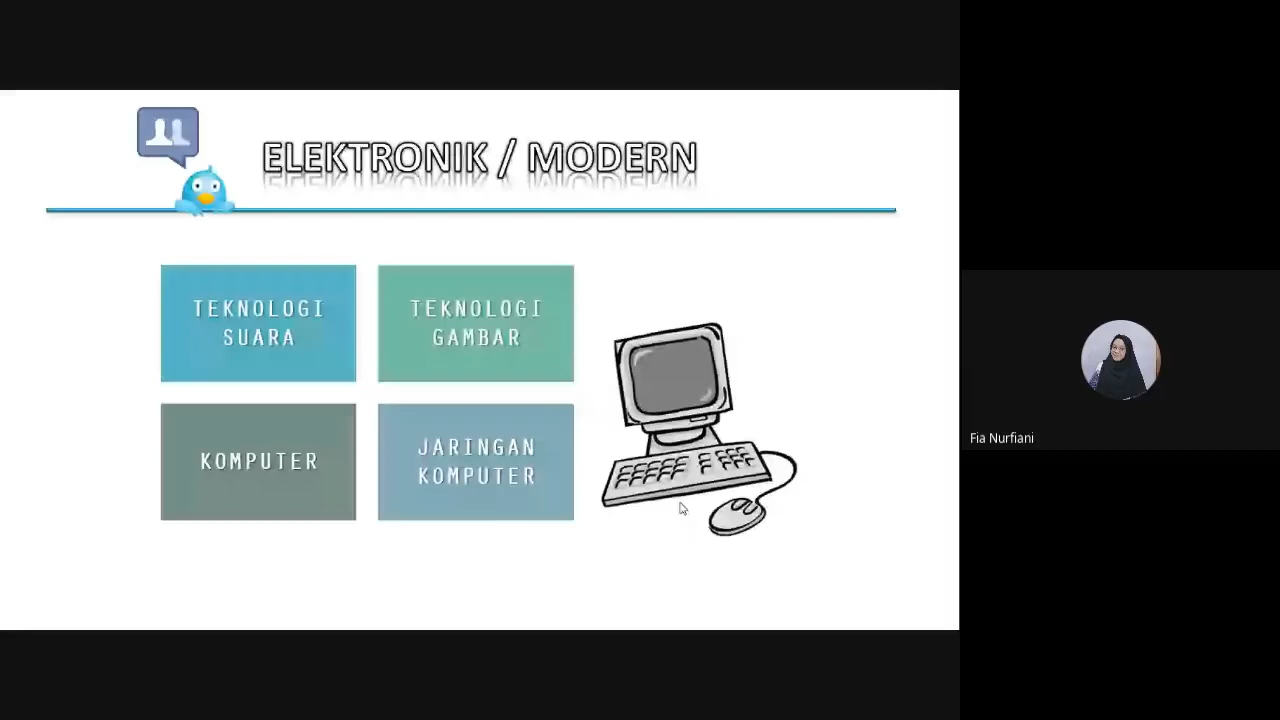 ELEKTRONIK / MODERN
TEKNOLOGI
SUARA
TEKNOLOGI
GAMBAR
KOMPUTER
JARINGAN
KOMPUTER
Fia Nurfiani